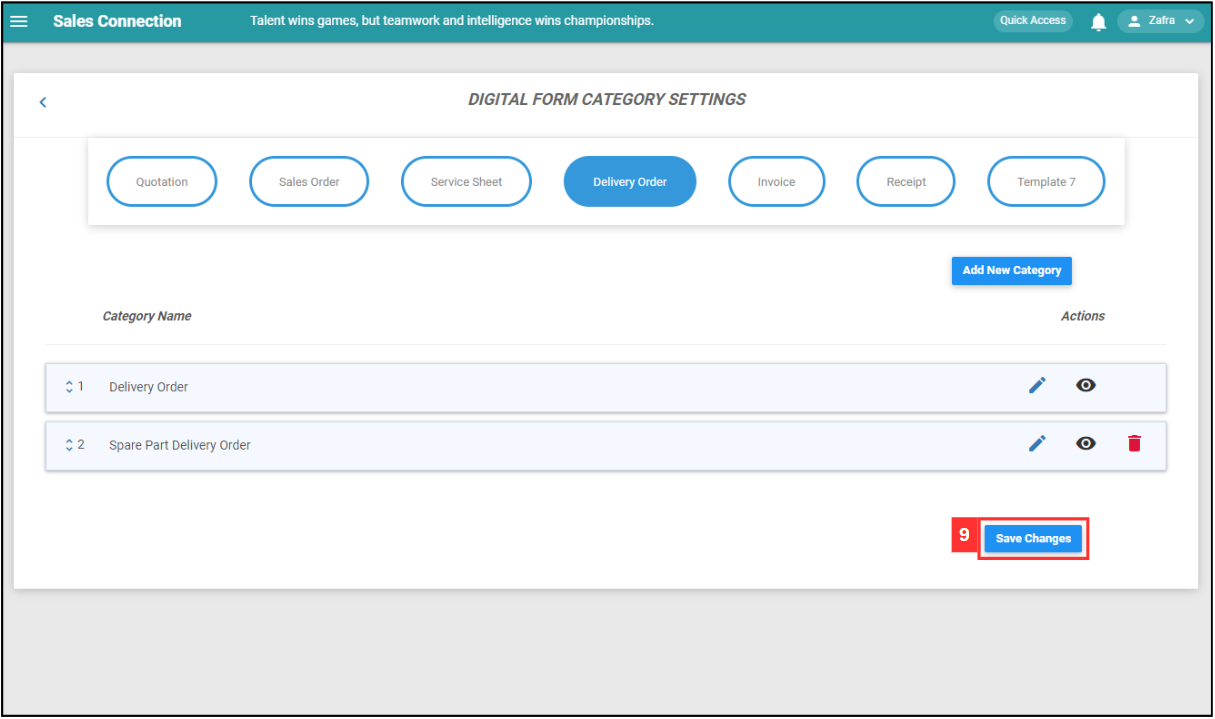 Sales Connection Talent wins games, but teamwork and intelligence wins championships. Quick Access Zafra
DIGITAL FORM CATEGORY SETTINGS
Quotation Sales Order Service Sheet Delivery Order Invoice Receipt Template 7
Add New Category
Category Name Actions
1 Delivery Order
2 Spare Part Delivery Order
9 Save Changes